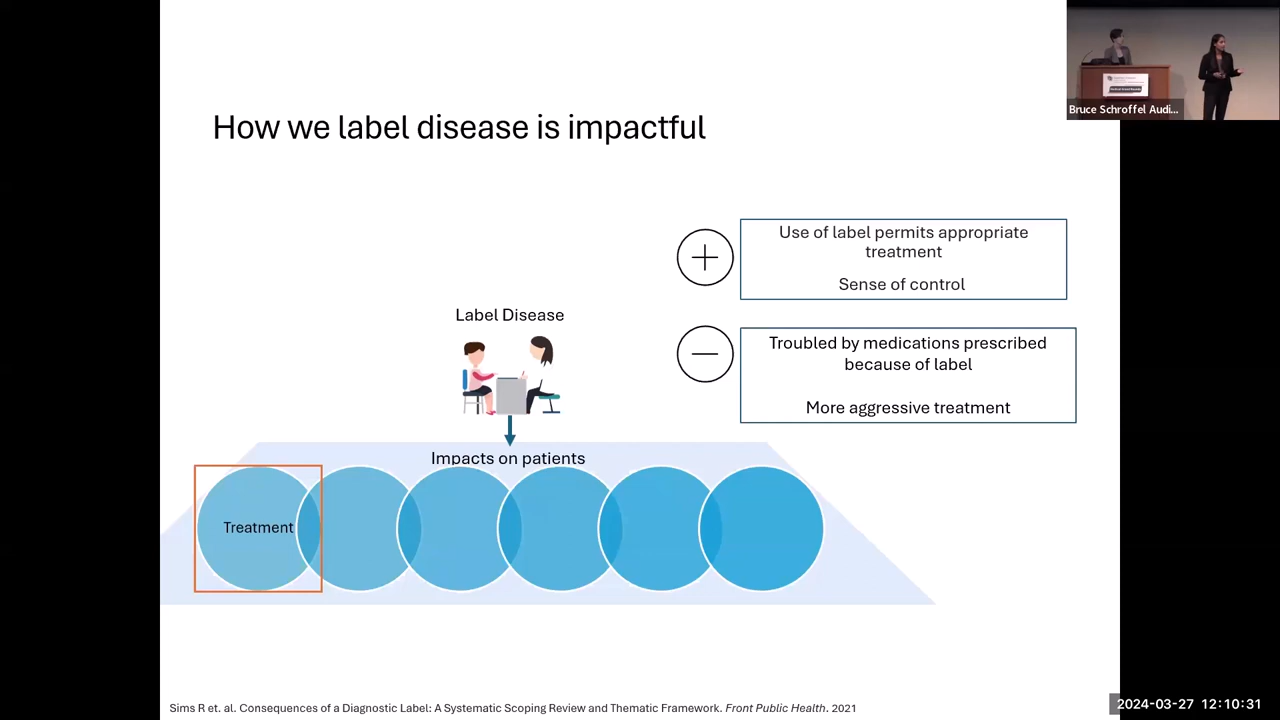 Bruce Schroffel Audi...
How we label disease is impactful
Use of label permits appropriate
treatment
Sense of control
Label Disease
Troubled by medications prescribed
because of label
More aggressive treatment
Impacts on patients
Treatment
Sims R et. al. Consequences of a Diagnostic Label: A Systematic Scoping Review and Thematic Framework. Front Public Health. 2021
2024-03-27 12:10:31